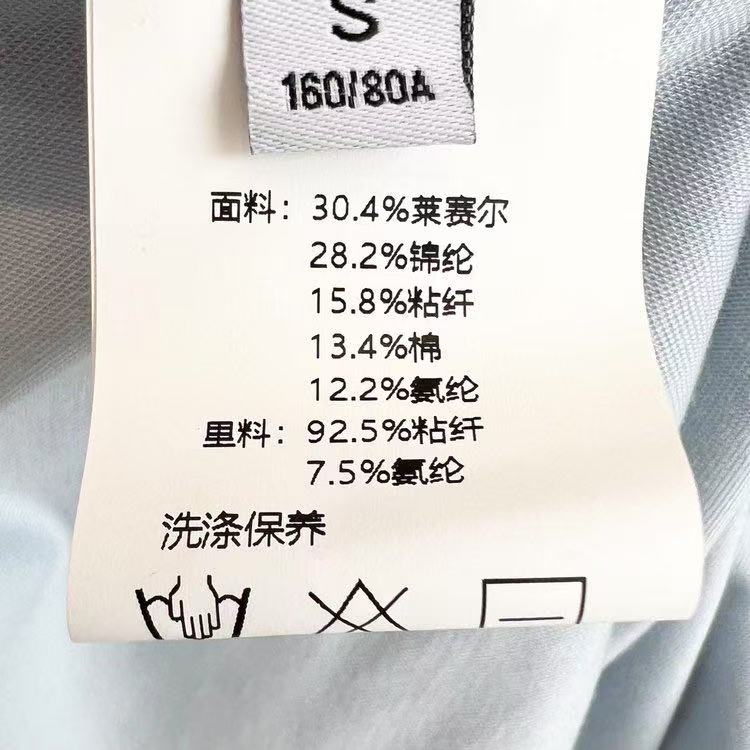 S
160/80A
面料：30.4%莱赛尔
28.2%锦纶
15.8%粘纤
13.4%棉
12.2%氨纶
里料：92.5%粘纤
7.5%氨纶
洗涤保养